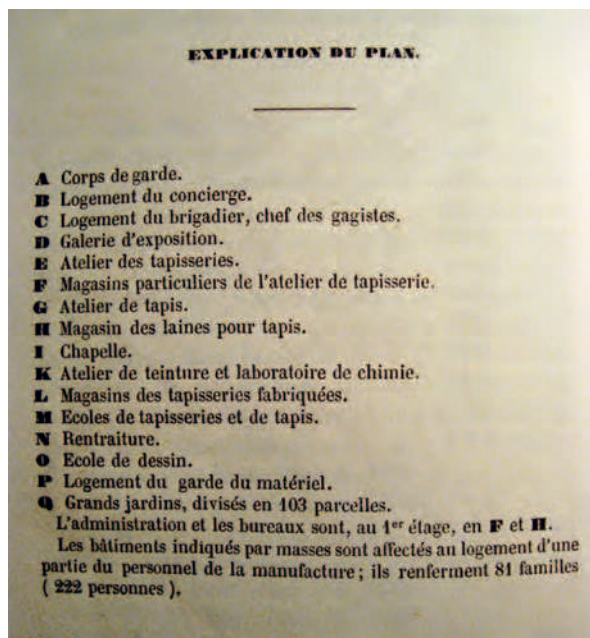 EXPLICATION DU PLAN.
A Corps de garde.
B Logement du concierge.
C Logement du brigadier, chef des gagistes.
D Galerie d'exposition.
E Atelier des tapisseries.
F Magasins particuliers de l'atelier de tapisserie.
G Atelier de tapis.
H Magasin des laines pour tapis.
I Chapelle.
K Atelier de teinture et laboratoire de chimie.
L Magasins des tapisseries fabriquées.
M Ecoles de tapisseries et de tapis.
N Rentraiture.
O Ecole de dessin.
P Logement du garde du matériel.
Q Grands jardins, divisés en 103 parcelles.
L'administration et les bureaux sont, au 1er étage, en F et H.
Les bâtiments indiqués par masses sont affectés au logement d'une
partie du personnel de la manufacture; ils renferment 81 familles
( 222 personnes ).